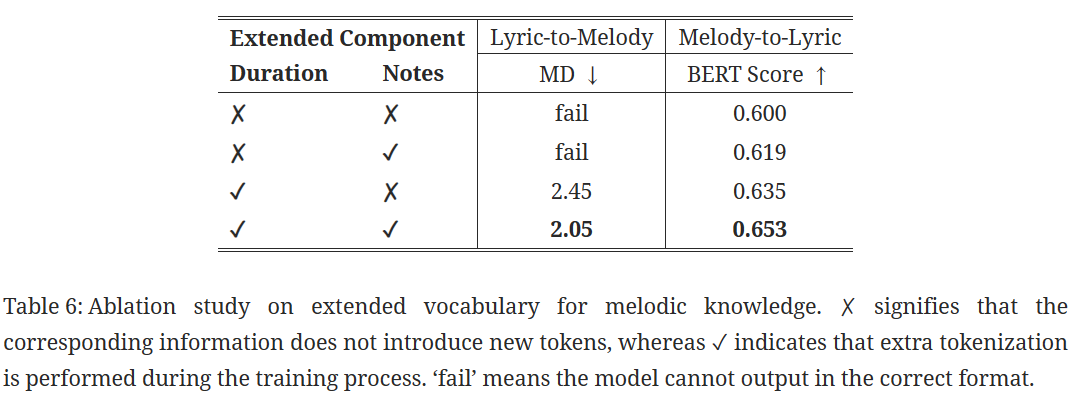 Extended Component Lyric-to-Melody Melody-to-Lyric
Duration Notes MD ↓ BERT Score ↑
✗ ✗ fail 0.600
✗ ✓ fail 0.619
✓ ✗ 2.45 0.635
✓ ✓ 2.05 0.653
Table 6: Ablation study on extended vocabulary for melodic knowledge. ✗ signifies that the
corresponding information does not introduce new tokens, whereas ✓ indicates that extra tokenization
is performed during the training process. ‘fail’ means the model cannot output in the correct format.